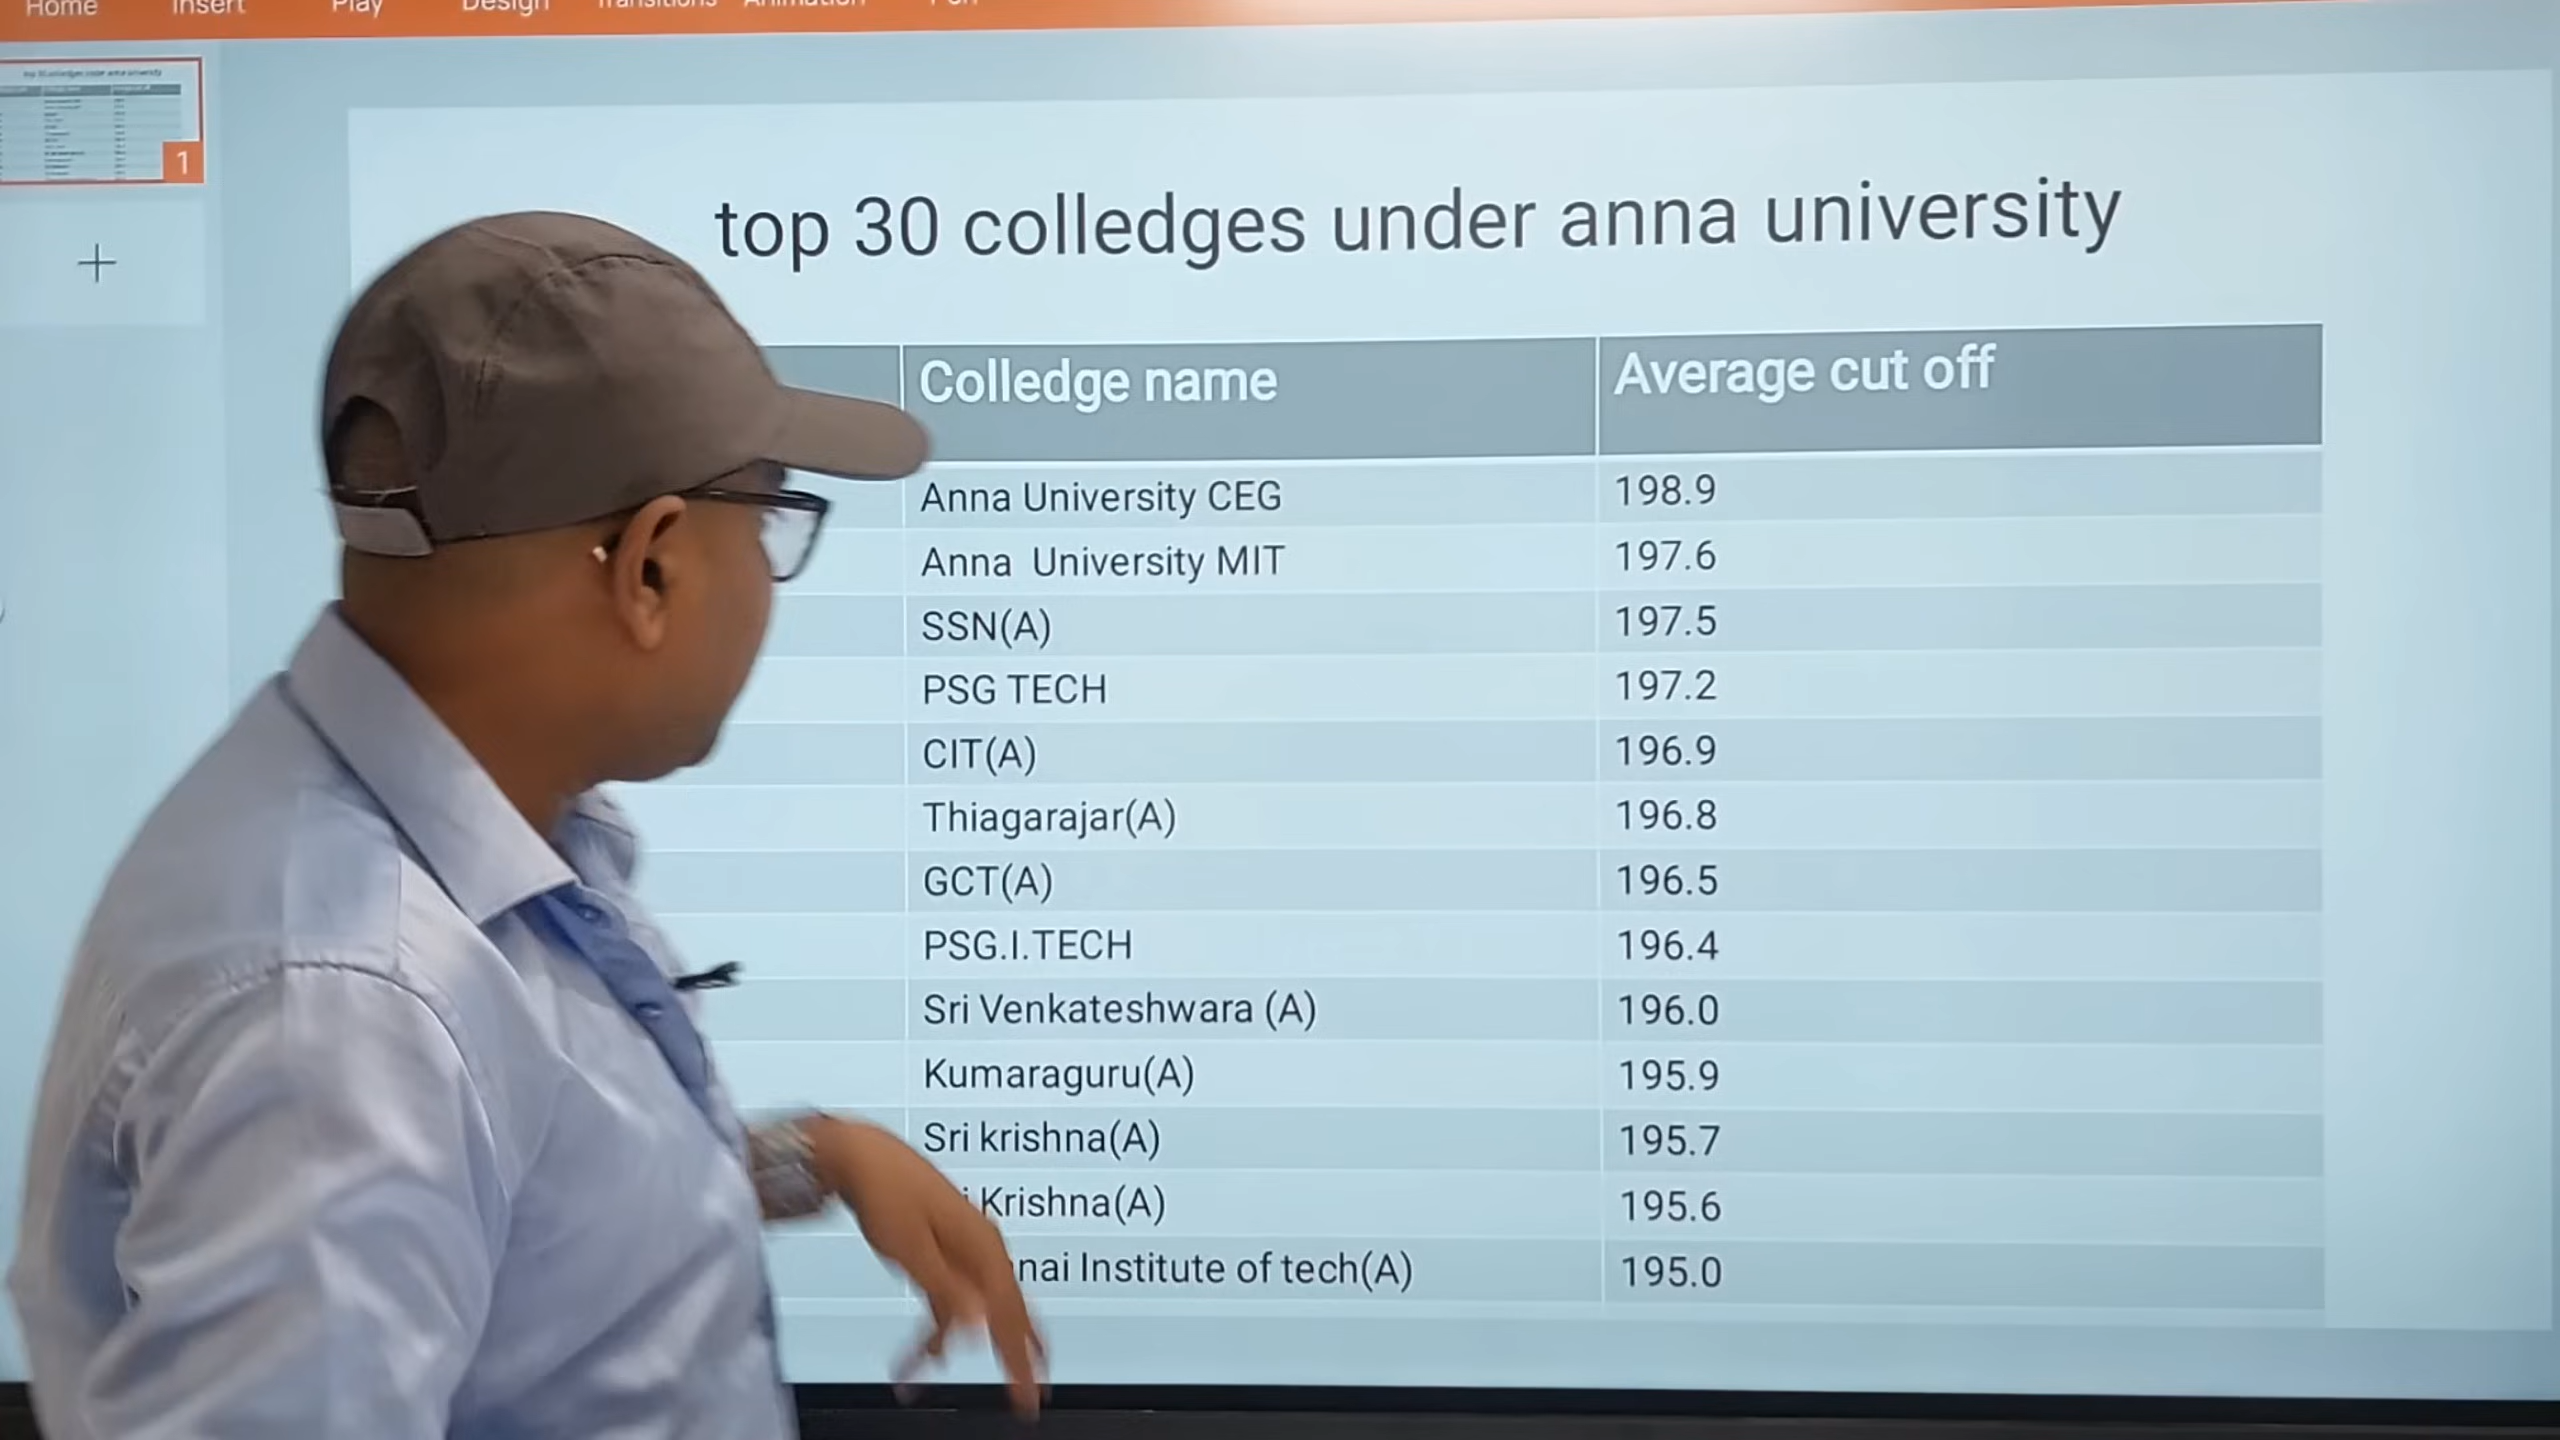 Home Insert Play Design Transitions Animation Pen
1
top 30 colledges under anna university
Colledge name Average cut off
Anna University CEG 198.9
Anna University MIT 197.6
SSN(A) 197.5
PSG TECH 197.2
CIT(A) 196.9
Thiagarajar(A) 196.8
GCT(A) 196.5
PSG.I.TECH 196.4
Sri Venkateshwara (A) 196.0
Kumaraguru(A) 195.9
Sri krishna(A) 195.7
Krishna(A) 195.6
nai Institute of tech(A) 195.0